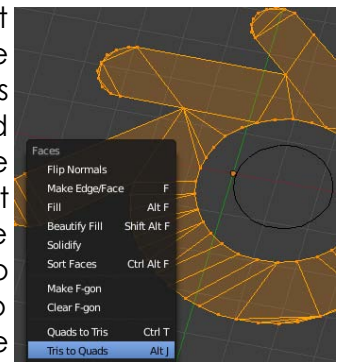 t
e
s
d
e
t
e
o
o
e
Faces
Flip Normals
Make Edge/Face F
Fill Alt F
Beautify Fill Shift Alt F
Solidify
Sort Faces Ctrl Alt F
Make F-gon
Clear F-gon
Quads to Tris Ctrl T
Tris to Quads Alt J